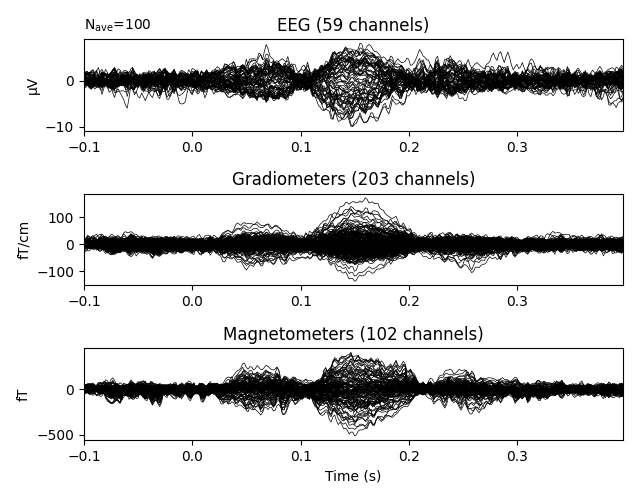 N_ave=100
EEG (59 channels)
µV
0
−10
−0.1 0.0 0.1 0.2 0.3
Gradiometers (203 channels)
fT/cm
100
0
−100
−0.1 0.0 0.1 0.2 0.3
Magnetometers (102 channels)
fT
0
−500
−0.1 0.0 0.1 0.2 0.3
Time (s)